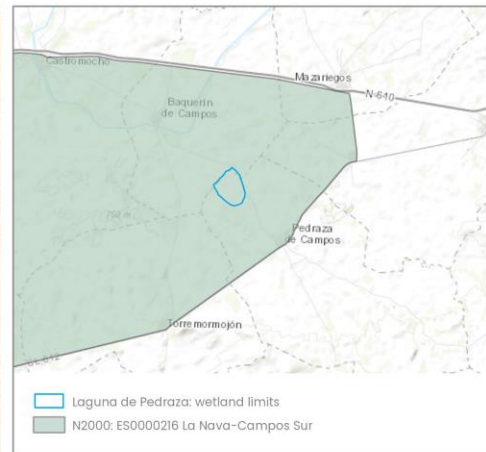 Castromocho
Mazariegos
N-610
Baquerín
de Campos
Pedraza
de Campos
Torremormojón
Laguna de Pedraza: wetland limits
N2000: ES0000216 La Nava-Campos Sur